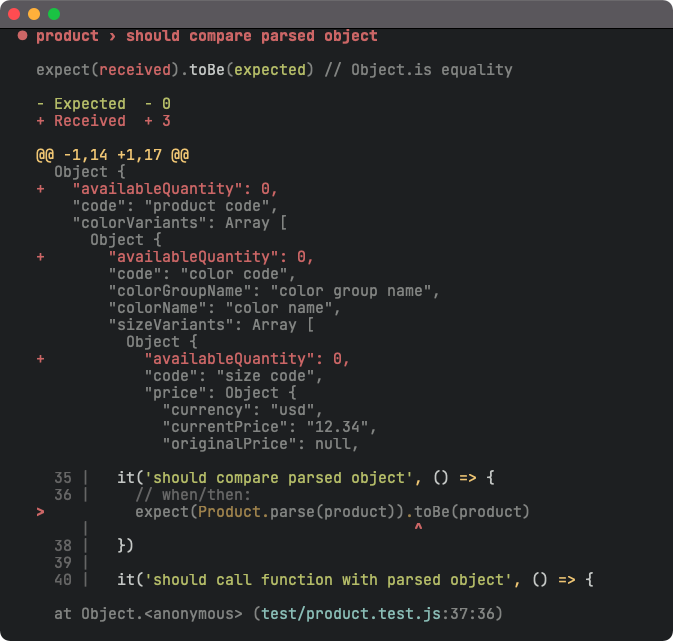 ● product › should compare parsed object
expect(received).toBe(expected) // Object.is equality
- Expected  - 0
+ Received  + 3
@@ -1,14 +1,17 @@
  Object {
+   "availableQuantity": 0,
    "code": "product code",
    "colorVariants": Array [
      Object {
+       "availableQuantity": 0,
        "code": "color code",
        "colorGroupName": "color group name",
        "colorName": "color name",
        "sizeVariants": Array [
          Object {
+           "availableQuantity": 0,
            "code": "size code",
            "price": Object {
              "currency": "usd",
              "currentPrice": "12.34",
              "originalPrice": null,
  35 |   it('should compare parsed object', () => {
  36 |     // when/then:
>          expect(Product.parse(product)).toBe(product)
     |                                    ^
  38 |   })
  39 |
  40 |   it('should call function with parsed object', () => {
  at Object.<anonymous> (test/product.test.js:37:36)